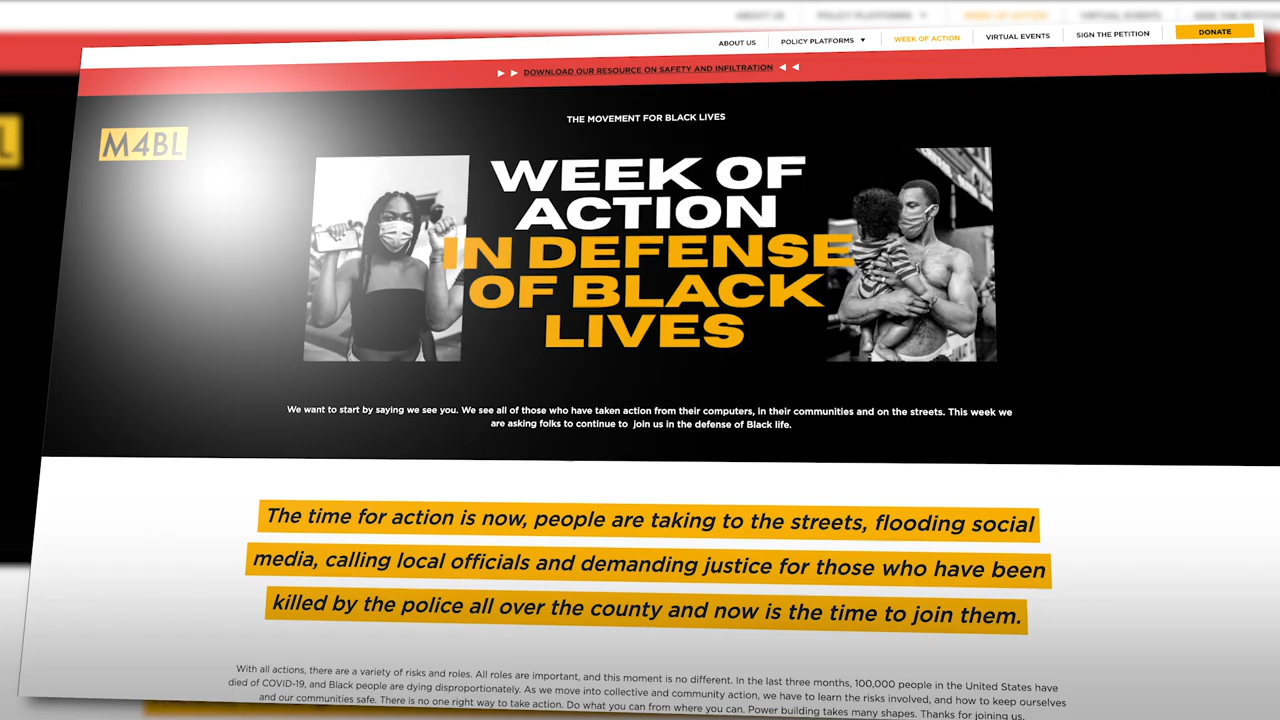 ABOUT US POLICY PLATFORMS WEEK OF ACTION VIRTUAL EVENTS SIGN THE PETITION DONATE
DOWNLOAD OUR RESOURCE ON SAFETY AND INFILTRATION
M4BL
THE MOVEMENT FOR BLACK LIVES
WEEK OF
ACTION
IN DEFENSE
OF BLACK
LIVES
We want to start by saying we see you. We see all of those who have taken action from their computers, in their communities and on the streets. This week we
are asking folks to continue to join us in the defense of Black life.
The time for action is now, people are taking to the streets, flooding social
media, calling local officials and demanding justice for those who have been
killed by the police all over the county and now is the time to join them.
With all actions, there are a variety of risks and roles. All roles are important, and this moment is no different. In the last three months, 100,000 people in the United States have
died of COVID-19, and Black people are dying disproportionately. As we move into collective and community action, we have to learn the risks involved, and how to keep ourselves
and our communities safe. There is no one right way to take action. Do what you can from where you can. Power building takes many shapes. Thanks for joining us.